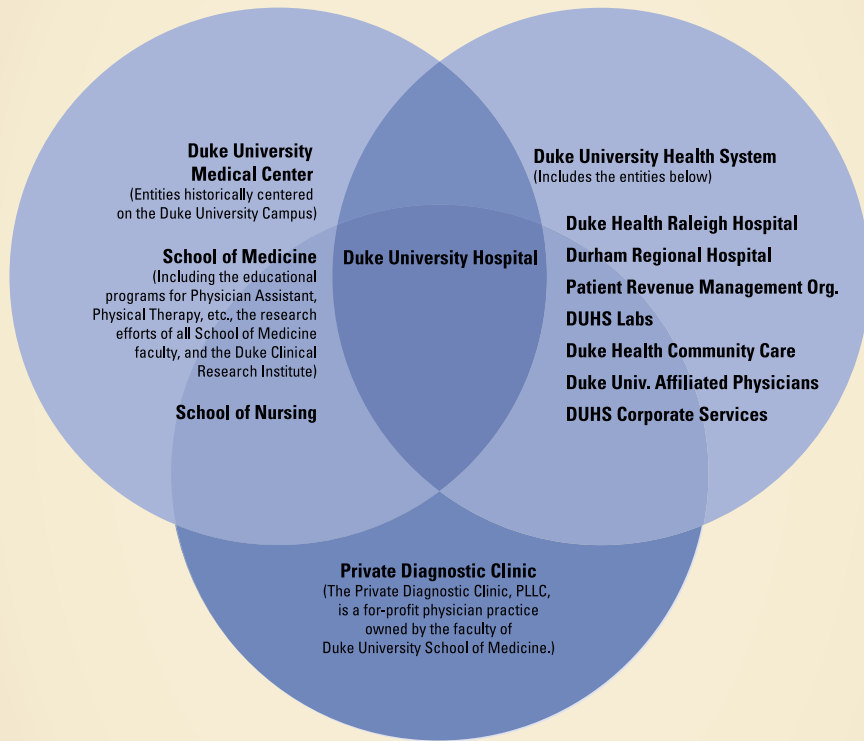 Duke University
Medical Center
(Entities historically centered
on the Duke University Campus)
School of Medicine
(Including the educational
programs for Physician Assistant,
Physical Therapy, etc., the research
efforts of all School of Medicine
faculty, and the Duke Clinical
Research Institute)
School of Nursing
Duke University Hospital
Duke University Health System
(Includes the entities below)
Duke Health Raleigh Hospital
Durham Regional Hospital
Patient Revenue Management Org.
DUHS Labs
Duke Health Community Care
Duke Univ. Affiliated Physicians
DUHS Corporate Services
Private Diagnostic Clinic
(The Private Diagnostic Clinic, PLLC,
is a for-profit physician practice
owned by the faculty of
Duke University School of Medicine.)